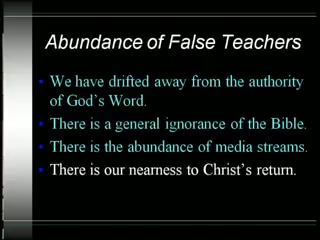 Abundance of False Teachers
We have drifted away from the authority
of God's Word.
There is a general ignorance of the Bible.
There is the abundance of media streams.
There is our nearness to Christ's return.